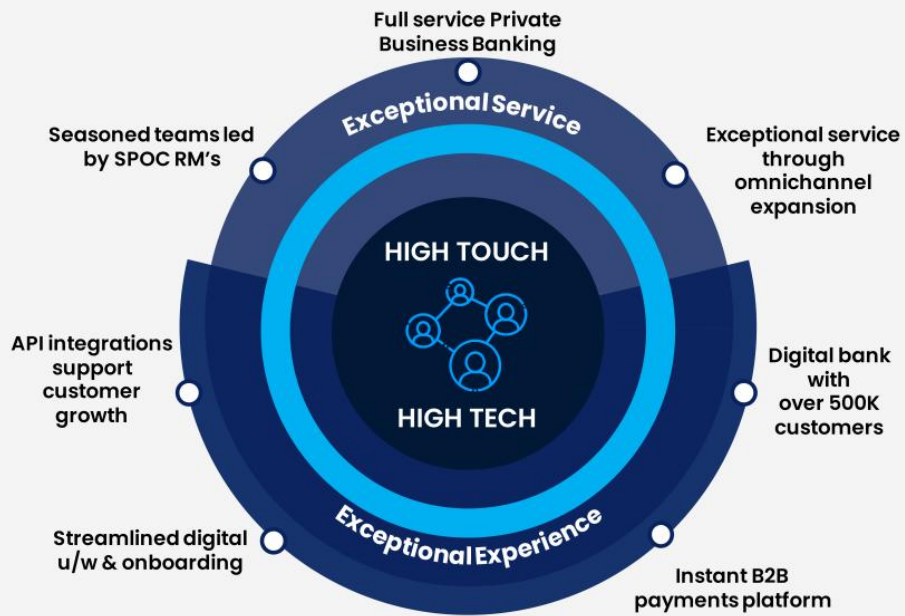 Full service Private
Business Banking
Exceptional Service
Seasoned teams led
by SPOC RM's
Exceptional service
through
omnichannel
expansion
HIGH TOUCH
HIGH TECH
API integrations
support
customer
growth
Digital bank
with
over 500K
customers
Exceptional Experience
Streamlined digital
u/w & onboarding
Instant B2B
payments platform